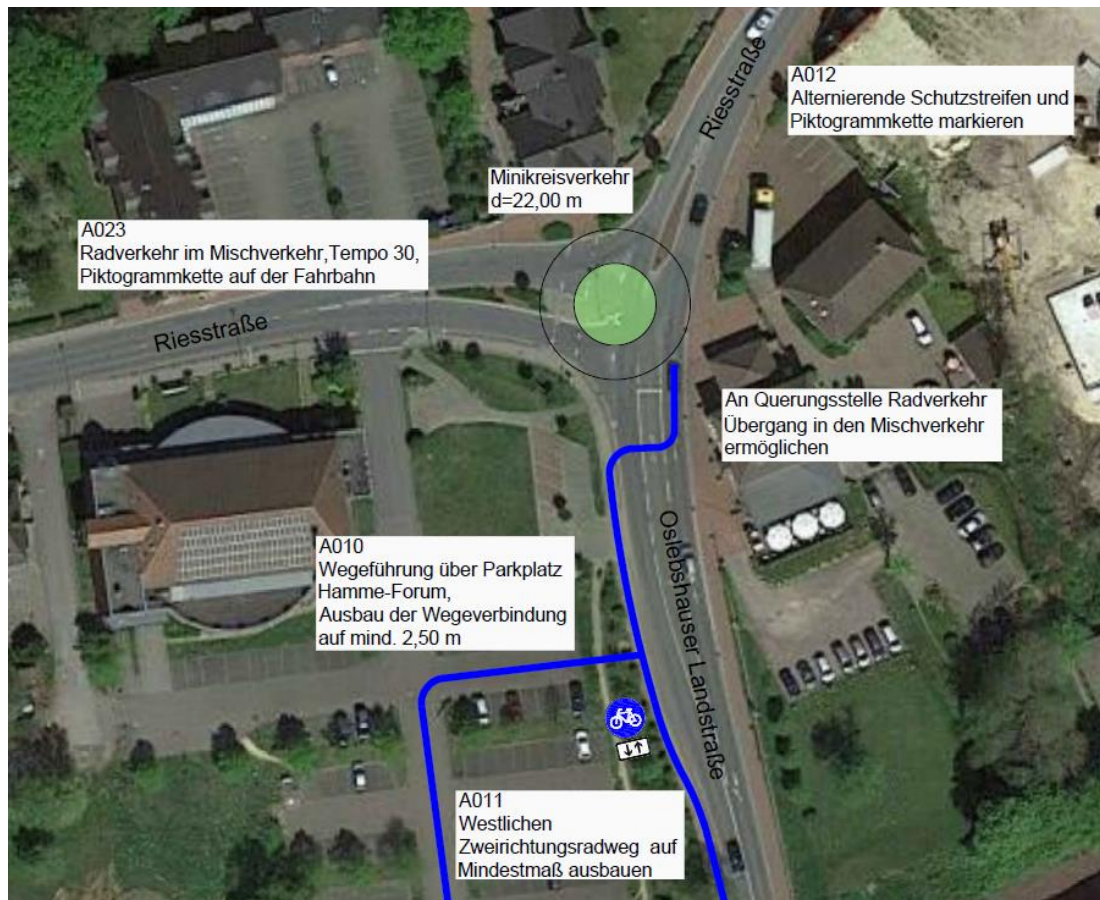 Riesstraße
A012
Alternierende Schutzstreifen und
Piktogrammkette markieren
Minikreisverkehr
d=22,00 m
A023
Radverkehr im Mischverkehr,Tempo 30,
Piktogrammkette auf der Fahrbahn
Riesstraße
An Querungsstelle Radverkehr
Übergang in den Mischverkehr
ermöglichen
A010
Wegeführung über Parkplatz
Hamme-Forum,
Ausbau der Wegeverbindung
auf mind. 2,50 m
Oslebshauser Landstraße
A011
Westlichen
Zweirichtungsradweg auf
Mindestmaß ausbauen